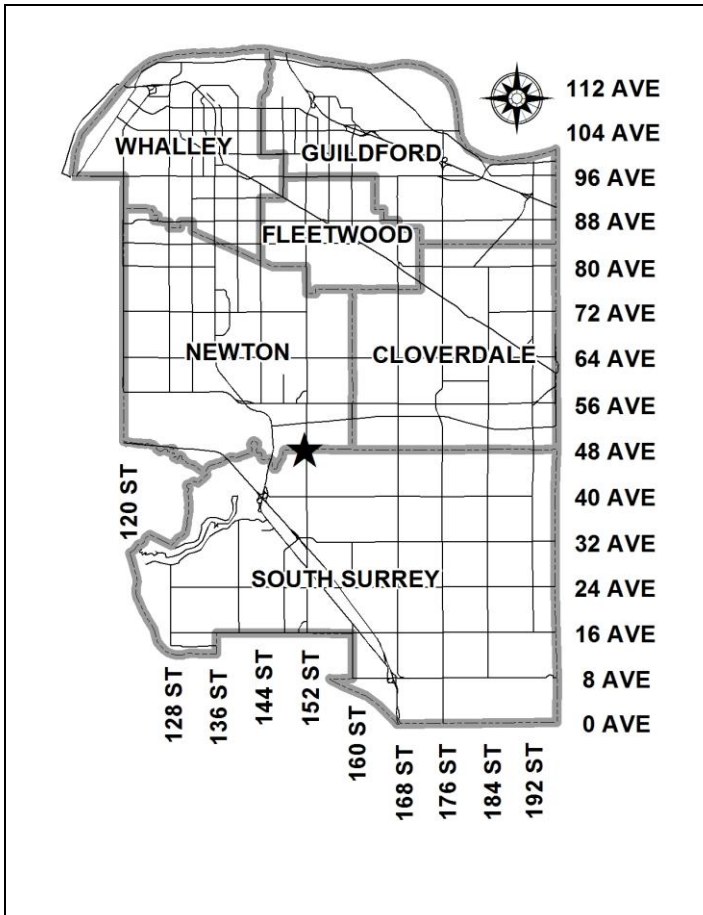 112 AVE
104 AVE
WHALLEY
GUILDFORD
96 AVE
88 AVE
FLEETWOOD
80 AVE
72 AVE
NEWTON
CLOVERDALE
64 AVE
56 AVE
48 AVE
120 ST
40 AVE
32 AVE
SOUTH SURREY
24 AVE
16 AVE
128 ST
136 ST
144 ST
152 ST
160 ST
8 AVE
0 AVE
168 ST
176 ST
184 ST
192 ST